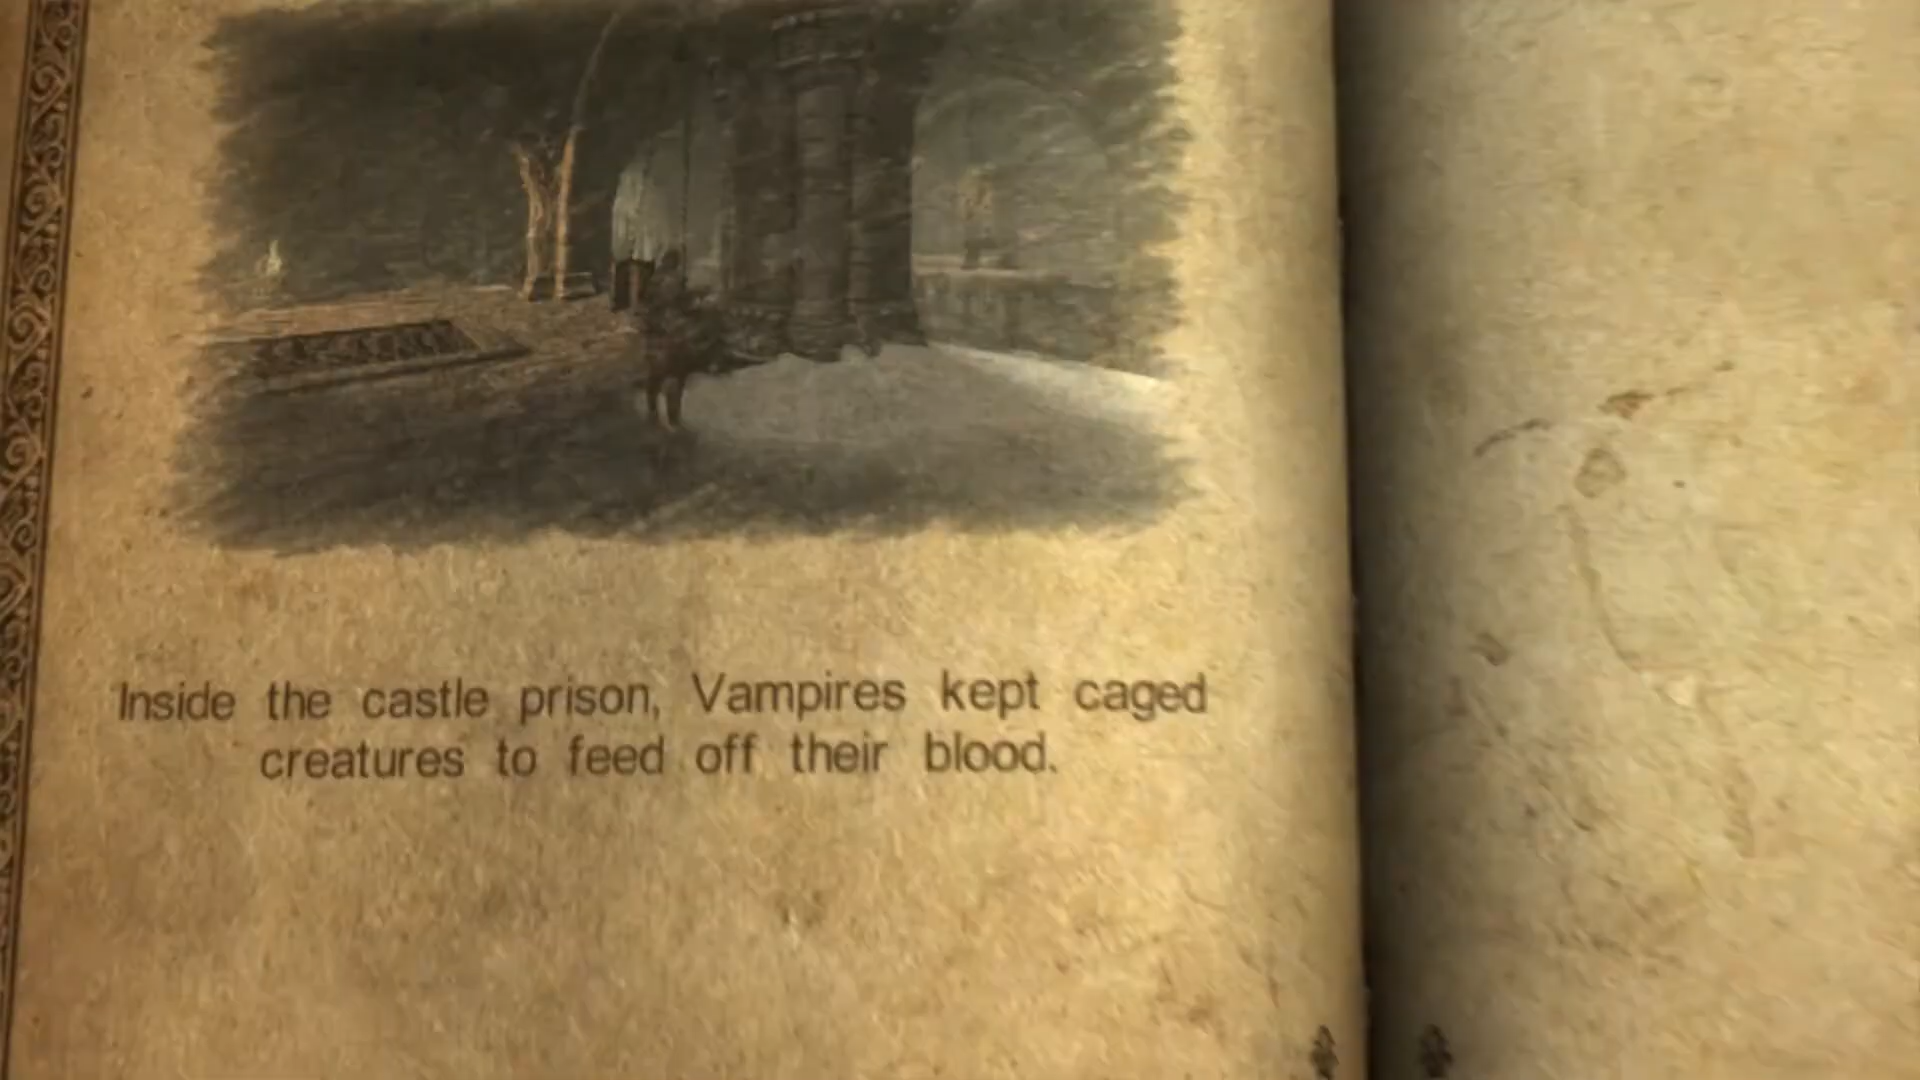 Inside the castle prison, Vampires kept caged
creatures to feed off their blood.